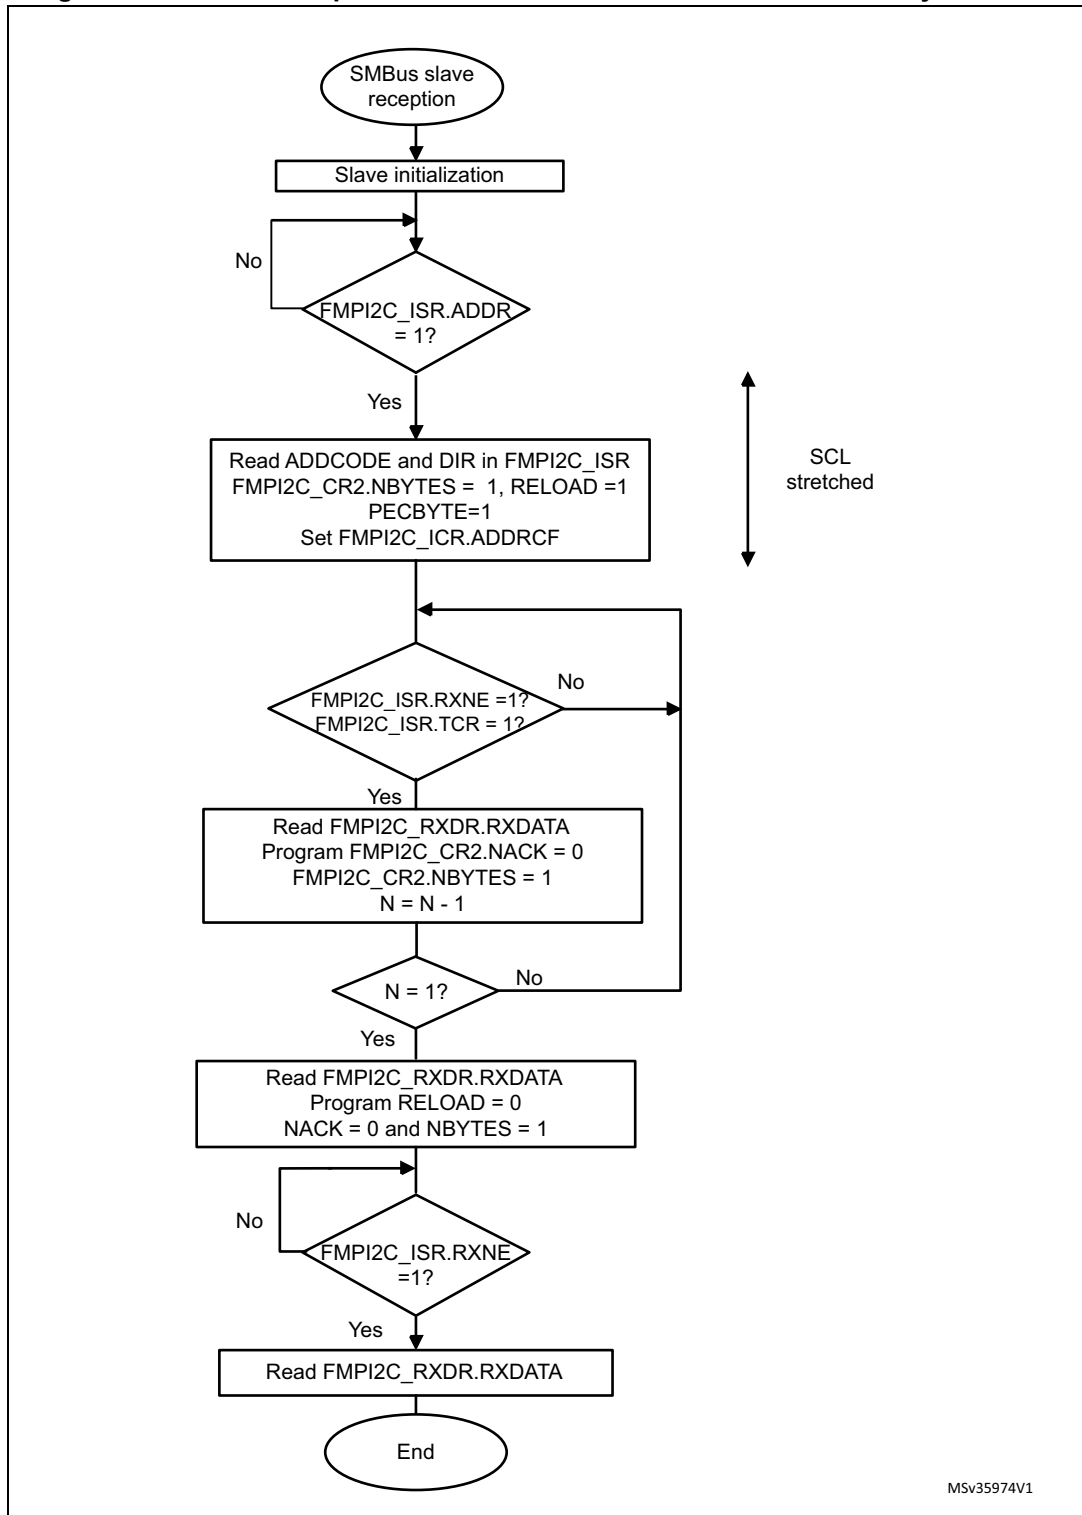 SMBus slave
reception
Slave initialization
No
FMPI2C_ISR.ADDR
= 1?
Yes
Read ADDCODE and DIR in FMPI2C_ISR
FMPI2C_CR2.NBYTES = 1, RELOAD =1
PECBYTE=1
Set FMPI2C_ICR.ADDRCF
SCL
stretched
FMPI2C_ISR.RXNE =1?
FMPI2C_ISR.TCR = 1?
No
Yes
Read FMPI2C_RXDR.RXDATA
Program FMPI2C_CR2.NACK = 0
FMPI2C_CR2.NBYTES = 1
N = N - 1
N = 1?
No
Yes
Read FMPI2C_RXDR.RXDATA
Program RELOAD = 0
NACK = 0 and NBYTES = 1
No
FMPI2C_ISR.RXNE
=1?
Yes
Read FMPI2C_RXDR.RXDATA
End
MSv35974V1